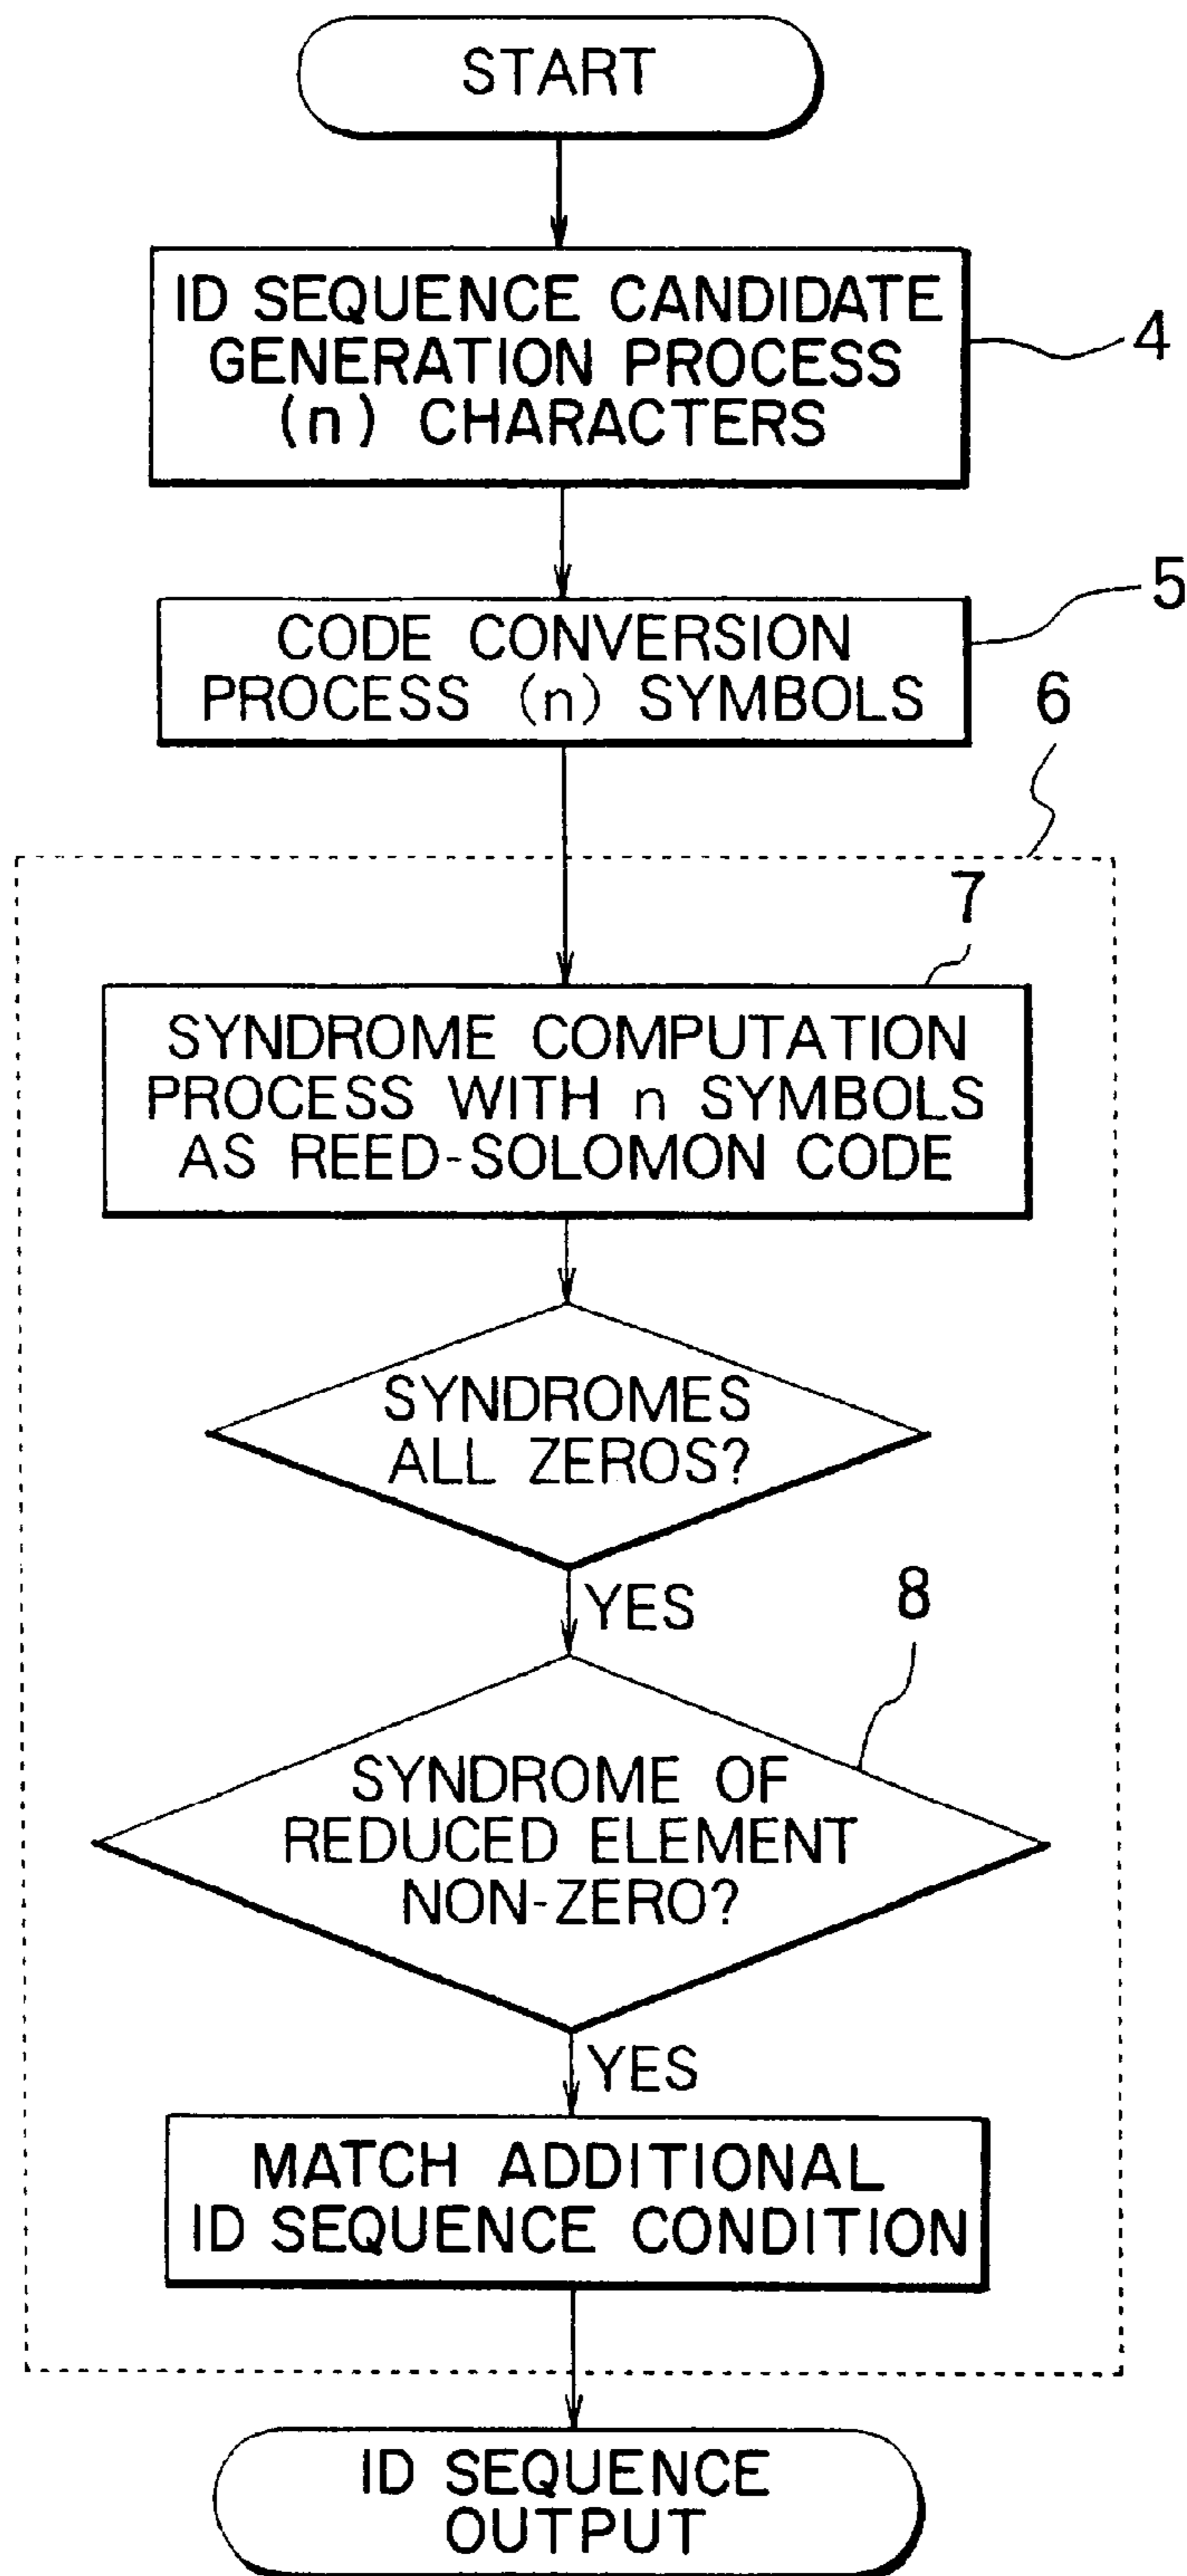 START
ID SEQUENCE CANDIDATE
GENERATION PROCESS
(n) CHARACTERS
4
CODE CONVERSION
PROCESS (n) SYMBOLS
5
6
7
SYNDROME COMPUTATION
PROCESS WITH n SYMBOLS
AS REED-SOLOMON CODE
SYNDROMES
ALL ZEROS?
YES
8
SYNDROME OF
REDUCED ELEMENT
NON-ZERO?
YES
MATCH ADDITIONAL
ID SEQUENCE CONDITION
ID SEQUENCE
OUTPUT